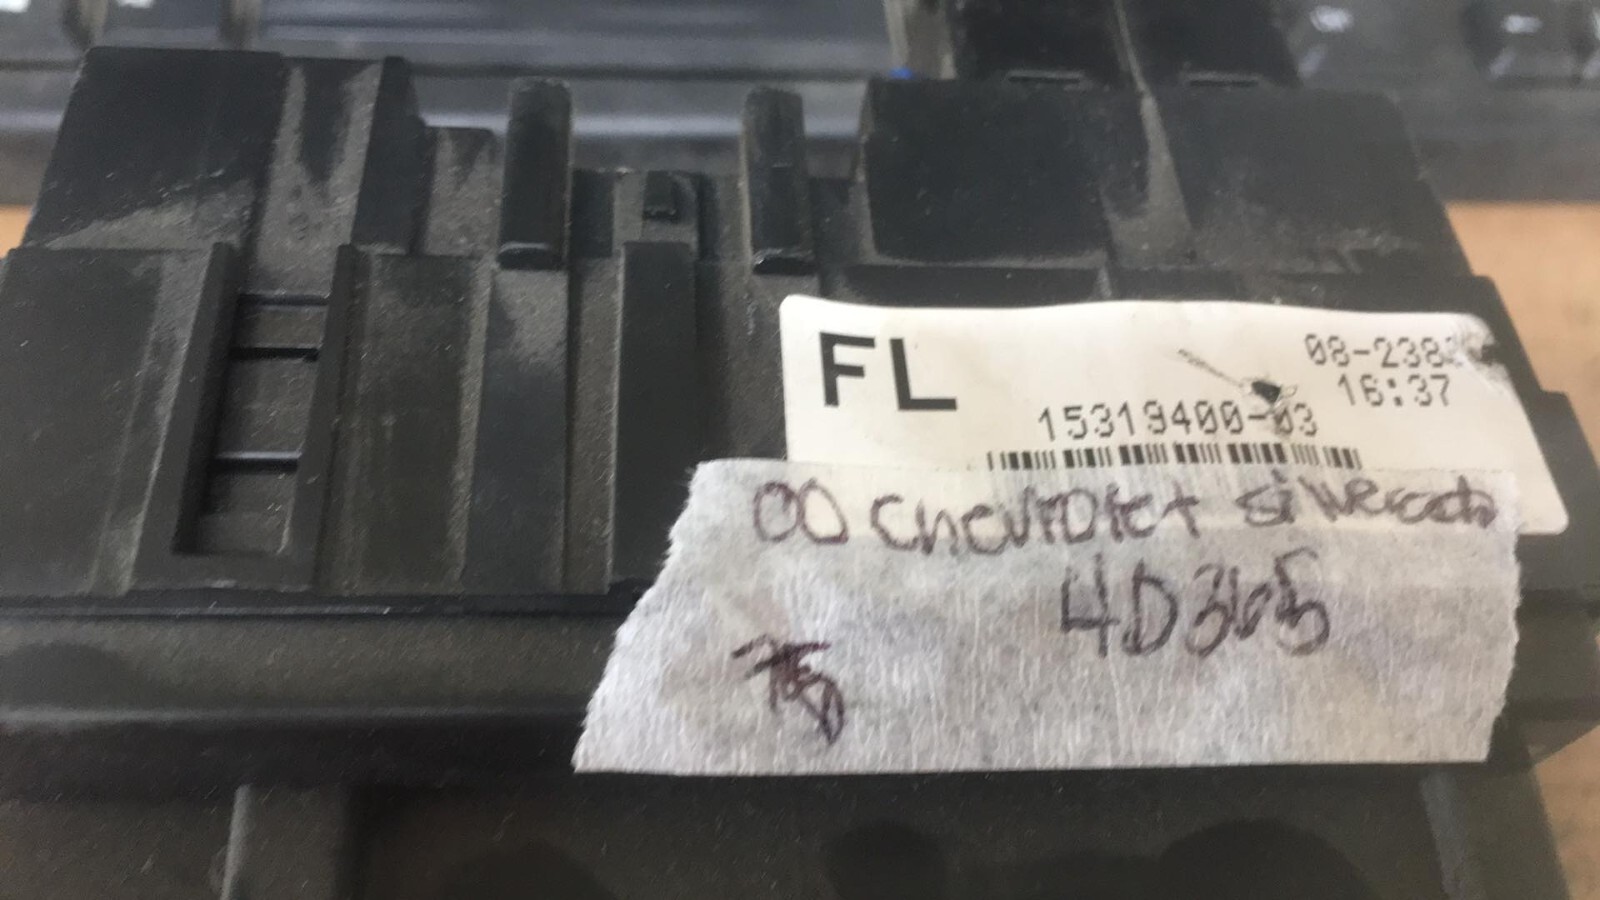 FL
08-238
16:37
15319400-03
00 Chevrolet silverado
4D365